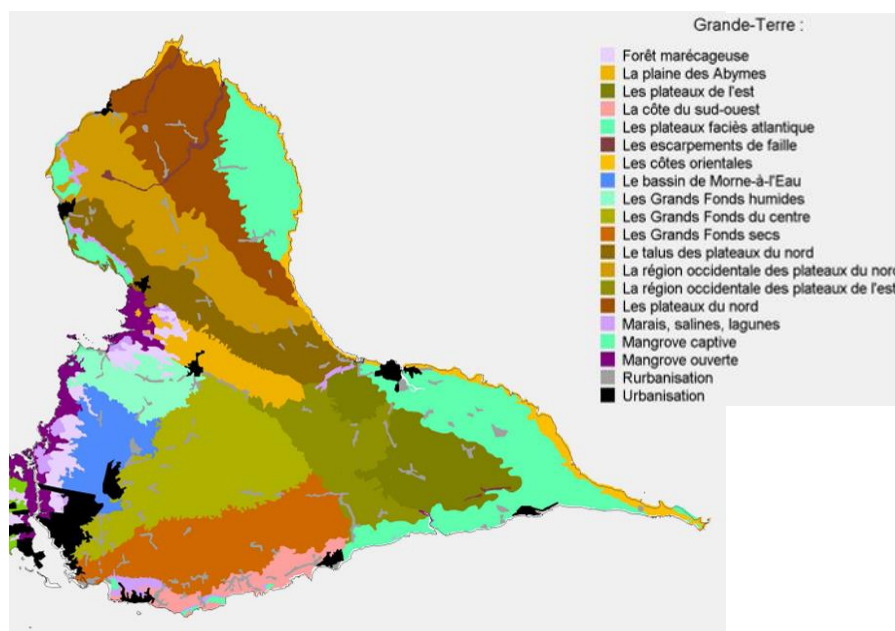 Grande-Terre :
Forêt marécageuse
La plaine des Abymes
Les plateaux de l'est
La côte du sud-ouest
Les plateaux faciès atlantique
Les escarpements de faille
Les côtes orientales
Le bassin de Morne-à-l'Eau
Les Grands Fonds humides
Les Grands Fonds du centre
Les Grands Fonds secs
Le talus des plateaux du nord
La région occidentale des plateaux du nord
La région occidentale des plateaux de l'est
Les plateaux du nord
Marais, salines, lagunes
Mangrove captive
Mangrove ouverte
Rurbanisation
Urbanisation